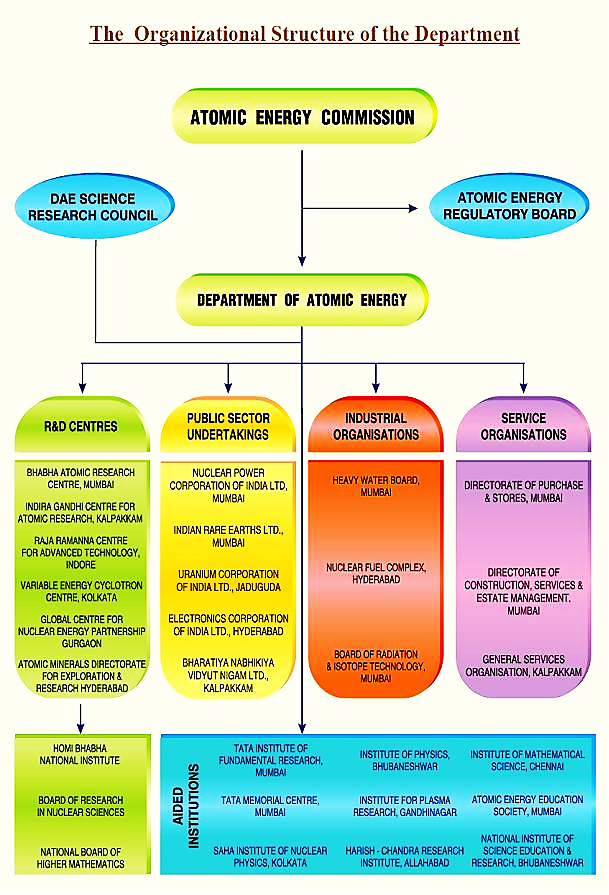 The Organizational Structure of the Department
ATOMIC ENERGY COMMISSION
DAE SCIENCE
RESEARCH COUNCIL
ATOMIC ENERGY
REGULATORY BOARD
DEPARTMENT OF ATOMIC ENERGY
R&D CENTRES
PUBLIC SECTOR
UNDERTAKINGS
INDUSTRIAL
ORGANISATIONS
SERVICE
ORGANISATIONS
BHABHA ATOMIC RESEARCH
CENTRE, MUMBAI
INDIRA GANDHI CENTRE FOR
ATOMIC RESEARCH, KALPAKKAM
RAJA RAMANNA CENTRE
FOR ADVANCED TECHNOLOGY,
INDORE
VARIABLE ENERGY CYCLOTRON
CENTRE, KOLKATA
GLOBAL CENTRE FOR
NUCLEAR ENERGY PARTNERSHIP
GURGAON
ATOMIC MINERALS DIRECTORATE
FOR EXPLORATION &
RESEARCH HYDERABAD
NUCLEAR POWER
CORPORATION OF INDIA LTD,
MUMBAI
INDIAN RARE EARTHS LTD.,
MUMBAI
URANIUM CORPORATION
OF INDIA LTD., JADUGUDA
ELECTRONICS CORPORATION
OF INDIA LTD., HYDERABAD
BHARATIYA NABHIKIYA
VIDYUT NIGAM LTD.,
KALPAKKAM
HEAVY WATER BOARD,
MUMBAI
NUCLEAR FUEL COMPLEX,
HYDERABAD
BOARD OF RADIATION
& ISOTOPE TECHNOLOGY,
MUMBAI
DIRECTORATE OF PURCHASE
& STORES, MUMBAI
DIRECTORATE OF
CONSTRUCTION, SERVICES &
ESTATE MANAGEMENT.
MUMBAI
GENERAL SERVICES
ORGANISATION, KALPAKKAM
HOMI BHABHA
NATIONAL INSTITUTE
BOARD OF RESEARCH
IN NUCLEAR SCIENCES
NATIONAL BOARD OF
HIGHER MATHEMATICS
AIDED
INSTITUTIONS
TATA INSTITUTE OF
FUNDAMENTAL RESEARCH,
MUMBAI
TATA MEMORIAL CENTRE,
MUMBAI
SAHA INSTITUTE OF NUCLEAR
PHYSICS, KOLKATA
INSTITUTE OF PHYSICS,
BHUBANESHWAR
INSTITUTE FOR PLASMA
RESEARCH, GANDHINAGAR
HARISH - CHANDRA RESEARCH
INSTITUTE, ALLAHABAD
INSTITUTE OF MATHEMATICAL
SCIENCE, CHENNAI
ATOMIC ENERGY EDUCATION
SOCIETY, MUMBAI
NATIONAL INSTITUTE OF
SCIENCE EDUCATION &
RESEARCH, BHUBANESHWAR